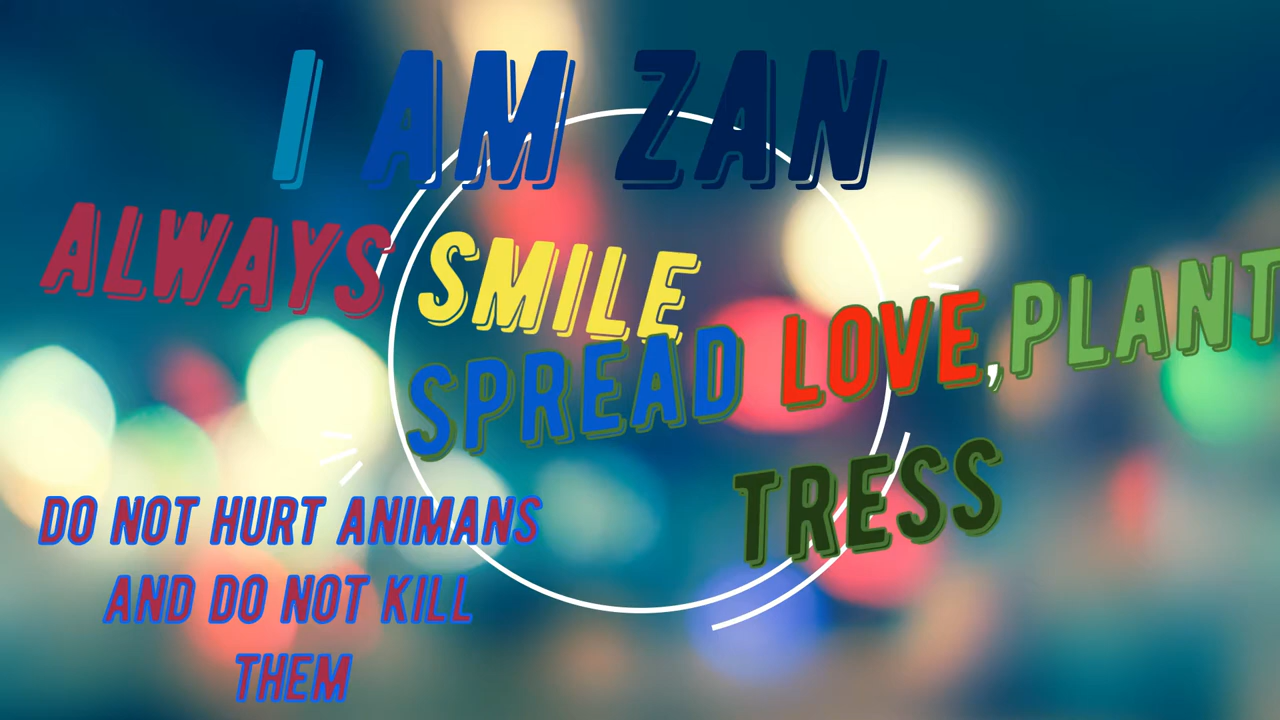 I AM ZAN
ALWAYS SMILE
SPREAD LOVE,PLANT
TRESS
DO NOT HURT ANIMANS
AND DO NOT KILL
THEM